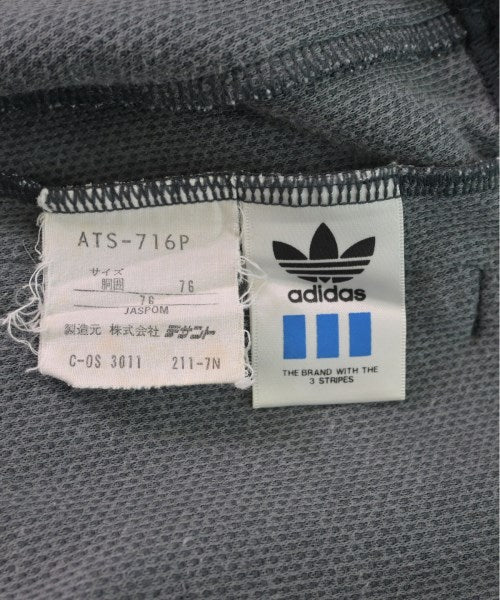 ATS-716P
サイズ
胴囲 76
76
JASPOM
製造元 株式会社 デサント
C-OS 3011 211-7N
adidas
THE BRAND WITH THE
3 STRIPES